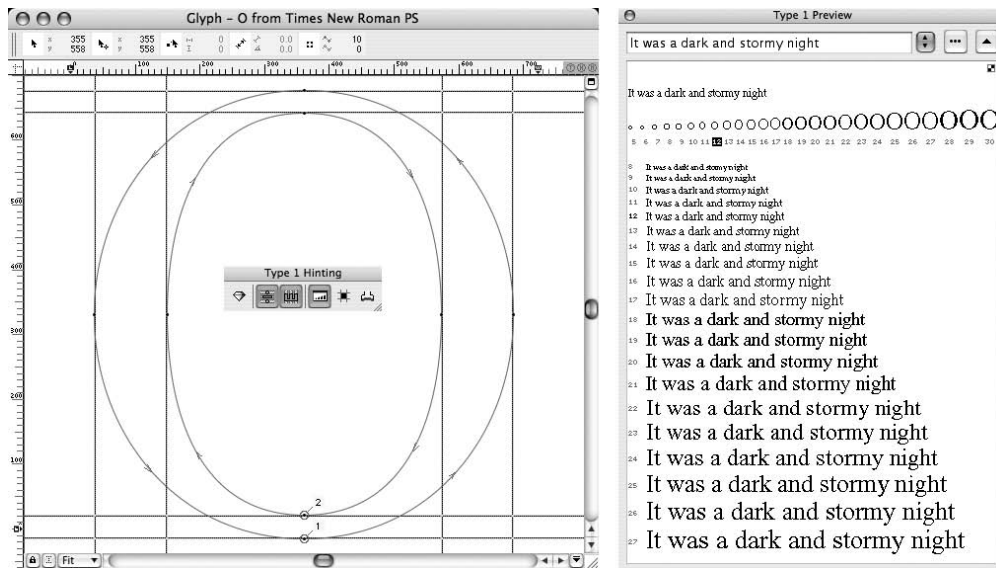 Glyph – O from Times New Roman PS
x 355 x 355 0 0.0 10
y 558 y 558 0 0.0 0
0 100 200 300 400 500 600 700
600
500
400
300
200
100
0
Type 1 Hinting
2
1
Fit
Type 1 Preview
It was a dark and stormy night
It was a dark and stormy night
5 6 7 8 9 10 11 12 13 14 15 16 17 18 19 20 21 22 23 24 25 26 27 28 29 30
8 It was a dark and stormy night
9 It was a dark and stormy night
10 It was a dark and stormy night
11 It was a dark and stormy night
12 It was a dark and stormy night
13 It was a dark and stormy night
14 It was a dark and stormy night
15 It was a dark and stormy night
16 It was a dark and stormy night
17 It was a dark and stormy night
18 It was a dark and stormy night
19 It was a dark and stormy night
20 It was a dark and stormy night
21 It was a dark and stormy night
22 It was a dark and stormy night
23 It was a dark and stormy night
24 It was a dark and stormy night
25 It was a dark and stormy night
26 It was a dark and stormy night
27 It was a dark and stormy night